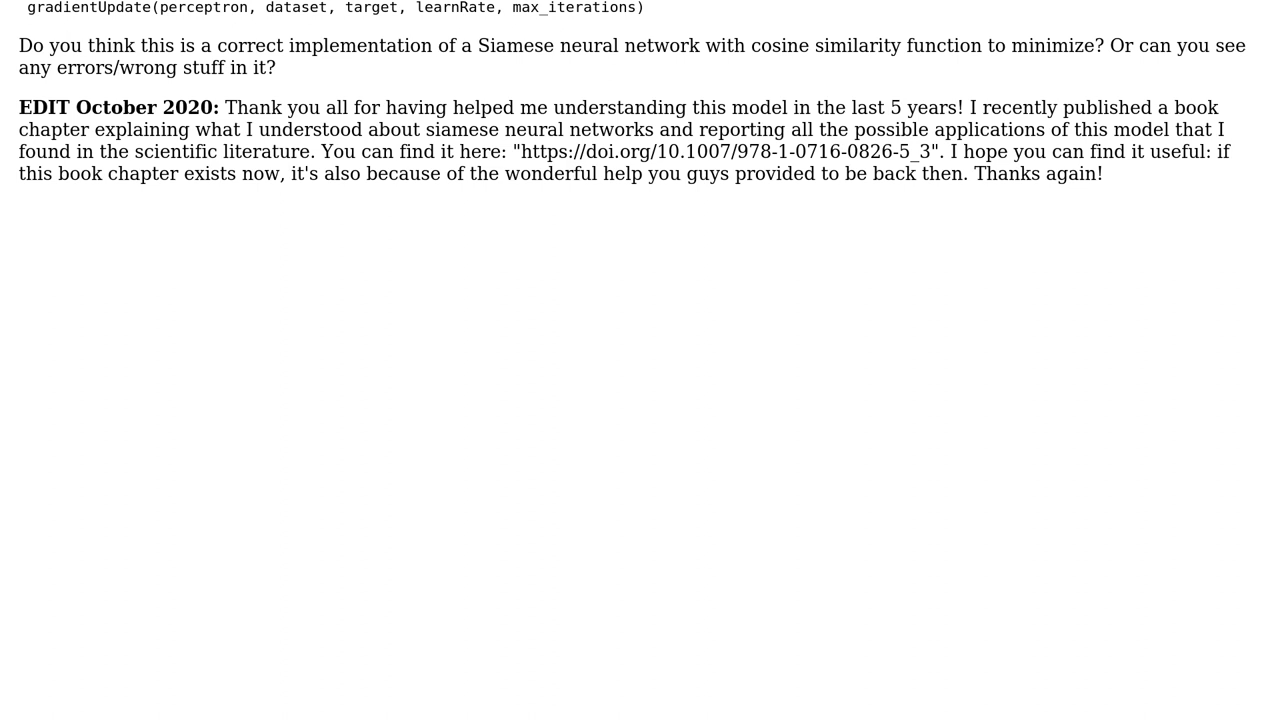 gradientUpdate(perceptron, dataset, target, learnRate, max_iterations)
Do you think this is a correct implementation of a Siamese neural network with cosine similarity function to minimize? Or can you see
any errors/wrong stuff in it?
EDIT October 2020: Thank you all for having helped me understanding this model in the last 5 years! I recently published a book
chapter explaining what I understood about siamese neural networks and reporting all the possible applications of this model that I
found in the scientific literature. You can find it here: "https://doi.org/10.1007/978-1-0716-0826-5_3". I hope you can find it useful: if
this book chapter exists now, it's also because of the wonderful help you guys provided to be back then. Thanks again!